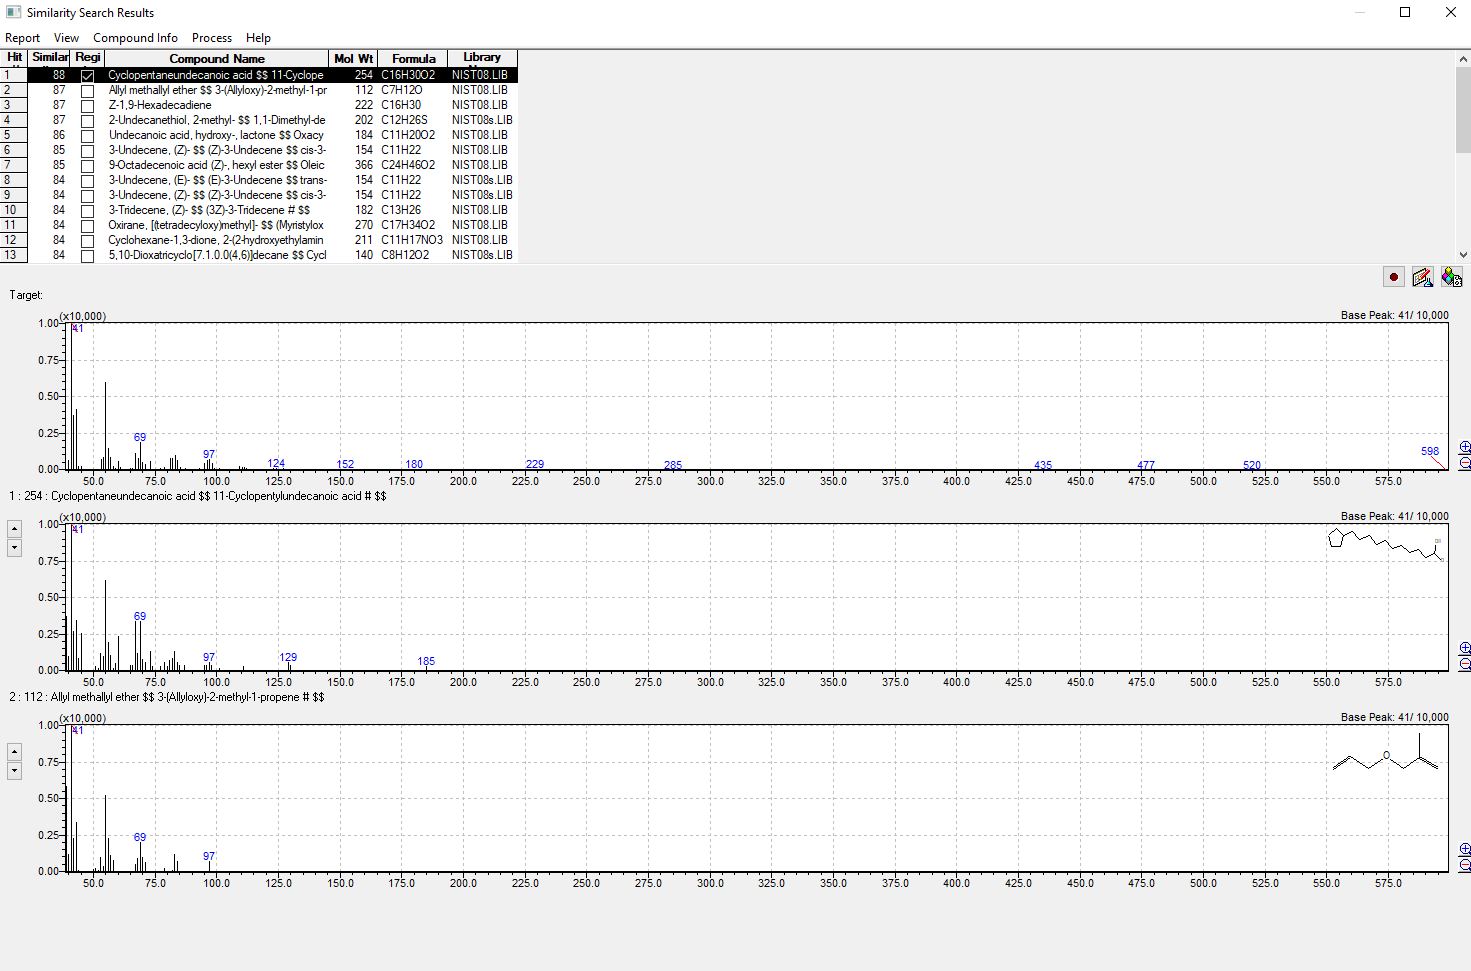 Similarity Search Results
Report View Compound Info Process Help
Hit Similar Regi Compound Name Mol Wt Formula Library
1 88 Cyclopentaneundecanoic acid $$ 11-Cyclope 254 C16H30O2 NIST08.LIB
2 87 Allyl methallyl ether $$ 3-(Allyloxy)-2-methyl-1-pr 112 C7H12O NIST08.LIB
3 87 Z-1,9-Hexadecadiene 222 C16H30 NIST08.LIB
4 87 2-Undecanethiol, 2-methyl- $$ 1,1-Dimethyl-de 202 C12H26S NIST08s.LIB
5 86 Undecanoic acid, hydroxy-, lactone $$ Oxacy 184 C11H20O2 NIST08.LIB
6 85 3-Undecene, (Z)- $$ (Z)-3-Undecene $$ cis-3- 154 C11H22 NIST08s.LIB
7 85 9-Octadecenoic acid (Z)-, hexyl ester $$ Oleic 366 C24H46O2 NIST08.LIB
8 84 3-Undecene, (E)- $$ (E)-3-Undecene $$ trans- 154 C11H22 NIST08s.LIB
9 84 3-Undecene, (Z)- $$ (Z)-3-Undecene $$ cis-3- 154 C11H22 NIST08.LIB
10 84 3-Tridecene, (Z)- $$ (3Z)-3-Tridecene # $$ 182 C13H26 NIST08.LIB
11 84 Oxirane, [(tetradecyloxy)methyl]- $$ (Myristylox 270 C17H34O2 NIST08.LIB
12 84 Cyclohexane-1,3-dione, 2-(2-hydroxyethylamin 211 C11H17NO3 NIST08.LIB
13 84 5,10-Dioxatricyclo[7.1.0.0(4,6)]decane $$ Cycl 140 C8H12O2 NIST08s.LIB
Target:
(x10,000) Base Peak: 41/ 10,000
1.00 41
0.75
0.50
0.25 69 97 124 152 180 229 285 435 477 520 598
0.00
50.0 75.0 100.0 125.0 150.0 175.0 200.0 225.0 250.0 275.0 300.0 325.0 350.0 375.0 400.0 425.0 450.0 475.0 500.0 525.0 550.0 575.0
1 : 254 : Cyclopentaneundecanoic acid $$ 11-Cyclopentylundecanoic acid # $$
(x10,000) Base Peak: 41/ 10,000
1.00 41
OH
0.75
0.50
0.25 69 97 129 185
0.00
50.0 75.0 100.0 125.0 150.0 175.0 200.0 225.0 250.0 275.0 300.0 325.0 350.0 375.0 400.0 425.0 450.0 475.0 500.0 525.0 550.0 575.0
2 : 112 : Allyl methallyl ether $$ 3-(Allyloxy)-2-methyl-1-propene # $$
(x10,000) Base Peak: 41/ 10,000
1.00 41
O
0.75
0.50
0.25 69 97
0.00
50.0 75.0 100.0 125.0 150.0 175.0 200.0 225.0 250.0 275.0 300.0 325.0 350.0 375.0 400.0 425.0 450.0 475.0 500.0 525.0 550.0 575.0